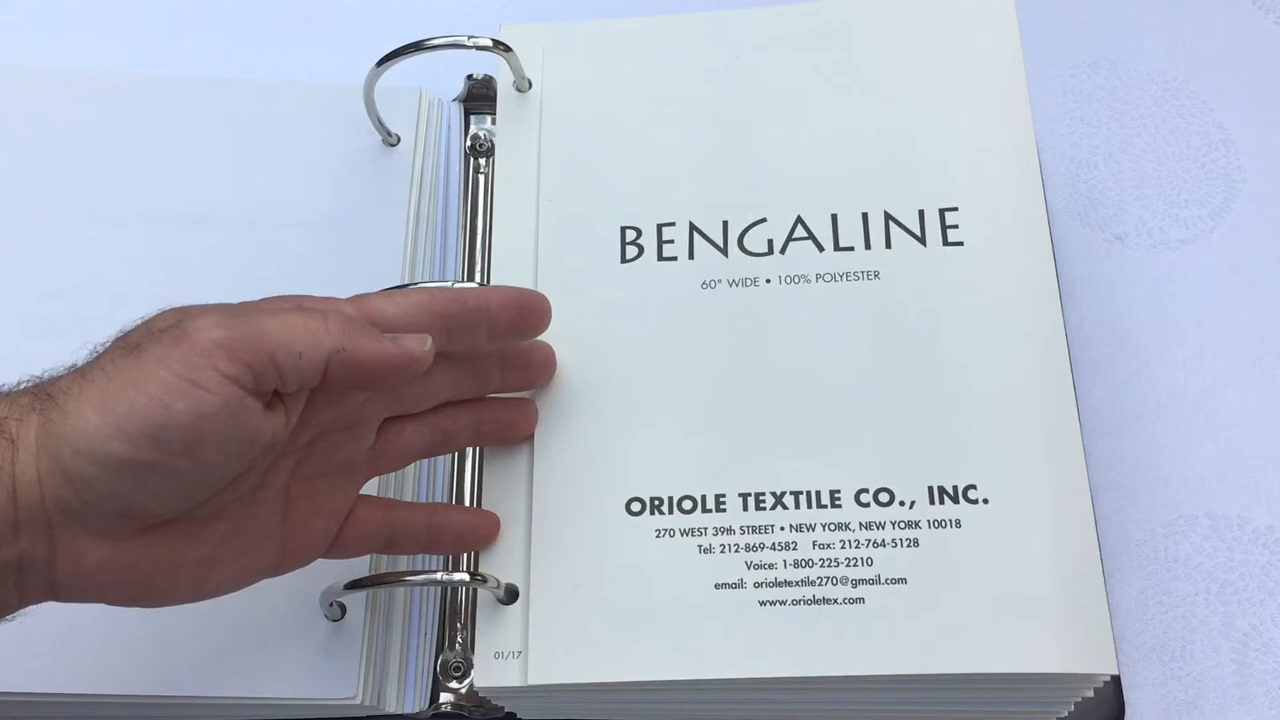 BENGALINE
60" WIDE • 100% POLYESTER
ORIOLE TEXTILE CO., INC.
270 WEST 39th STREET • NEW YORK, NEW YORK 10018
Tel: 212-869-4582 Fax: 212-764-5128
Voice: 1-800-225-2210
email: orioletextile270@gmail.com
www.orioletex.com
01/17